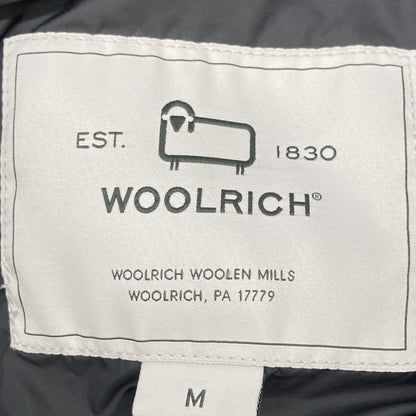 EST. 1830
WOOLRICH®
WOOLRICH WOOLEN MILLS
WOOLRICH, PA 17779
M